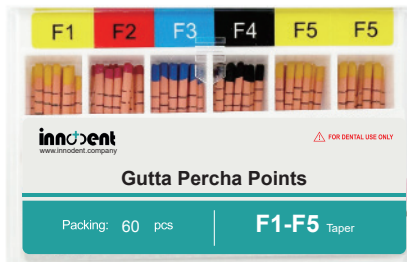 F1 F2 F3 F4 F5 F5
innodent
www.innodent.company
FOR DENTAL USE ONLY
Gutta Percha Points
Packing: 60 pcs
F1-F5 Taper